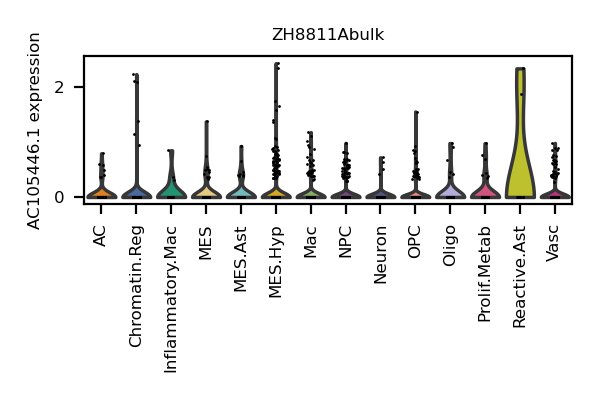 ZH8811Abulk
AC105446.1 expression
2
0
AC
Chromatin.Reg
Inflammatory.Mac
MES
MES.Ast
MES.Hyp
Mac
NPC
Neuron
OPC
Oligo
Prolif.Metab
Reactive.Ast
Vasc